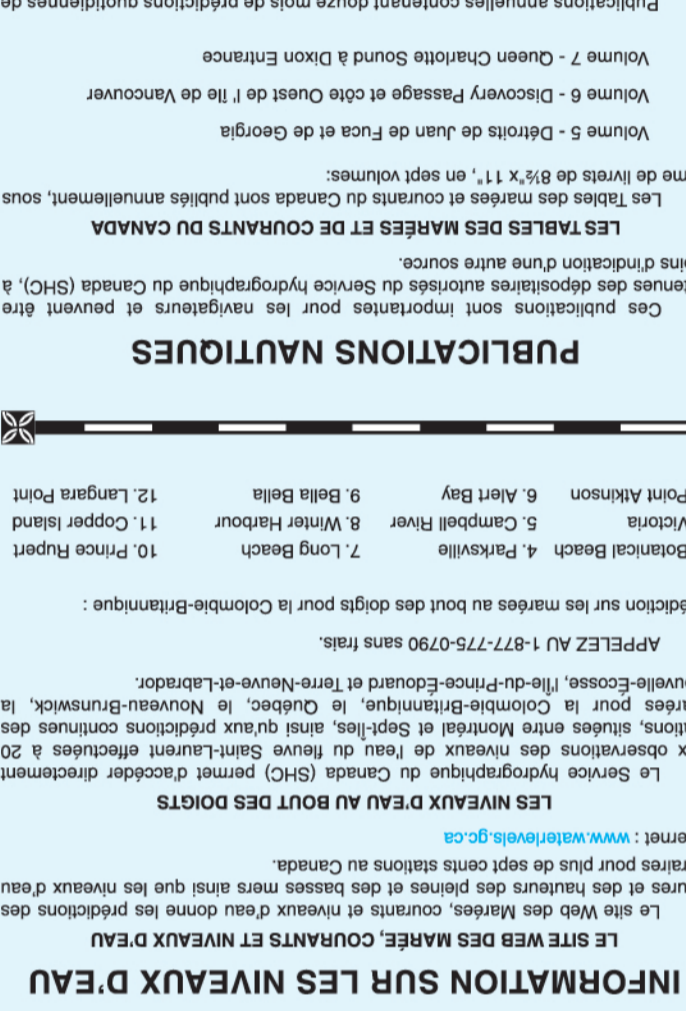 INFORMATION SUR LES NIVEAUX D'EAU
LE SITE WEB DES MARÉE, COURANTS ET NIVEAUX D'EAU
Le site Web des Marées, courants et niveaux d'eau donne les prédictions des
ures et des hauteurs des pleines et des basses mers ainsi que les niveaux d'eau
raires pour plus de sept cents stations au Canada.
ernet : www.waterlevels.gc.ca
LES NIVEAUX D'EAU AU BOUT DES DOIGTS
Le Service hydrographique du Canada (SHC) permet d'accéder directement
x observations des niveaux de l'eau du fleuve Saint-Laurent effectuées à 20
ations, situées entre Montréal et Sept-Îles, ainsi qu'aux prédictions continues des
arées pour la Colombie-Britannique, le Québec, le Nouveau-Brunswick, la
uvelle-Écosse, l'Île-du-Prince-Édouard et Terre-Neuve-et-Labrador.
APPELEZ AU 1-877-775-0790 sans frais.
édiction sur les marées au bout des doigts pour la Colombie-Britannique :
Botanical Beach 4. Parksville 7. Long Beach 10. Prince Rupert
Victoria 5. Campbell River 8. Winter Harbour 11. Copper Island
Point Atkinson 6. Alert Bay 9. Bella Bella 12. Langara Point
PUBLICATIONS NAUTIQUES
Ces publications sont importantes pour les navigateurs et peuvent être
tenues des dépositaires autorisés du Service hydrographique du Canada (SHC), à
oins d'indication d'une autre source.
LES TABLES DES MARÉES ET DE COURANTS DU CANADA
Les Tables des marées et courants du Canada sont publiés annuellement, sous
me de livrets de 8½"x 11", en sept volumes:
Volume 5 - Détroits de Juan de Fuca et de Georgia
Volume 6 - Discovery Passage et côte Ouest de l' île de Vancouver
Volume 7 - Queen Charlotte Sound à Dixon Entrance
Publications annuelles contenant douze mois de prédictions quotidiennes de